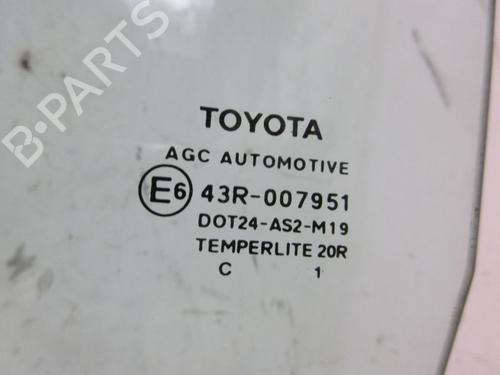 B-PARTS
TOYOTA
AGC AUTOMOTIVE
E6 43R-007951
DOT24-AS2-M19
TEMPERLITE 20R
C 1